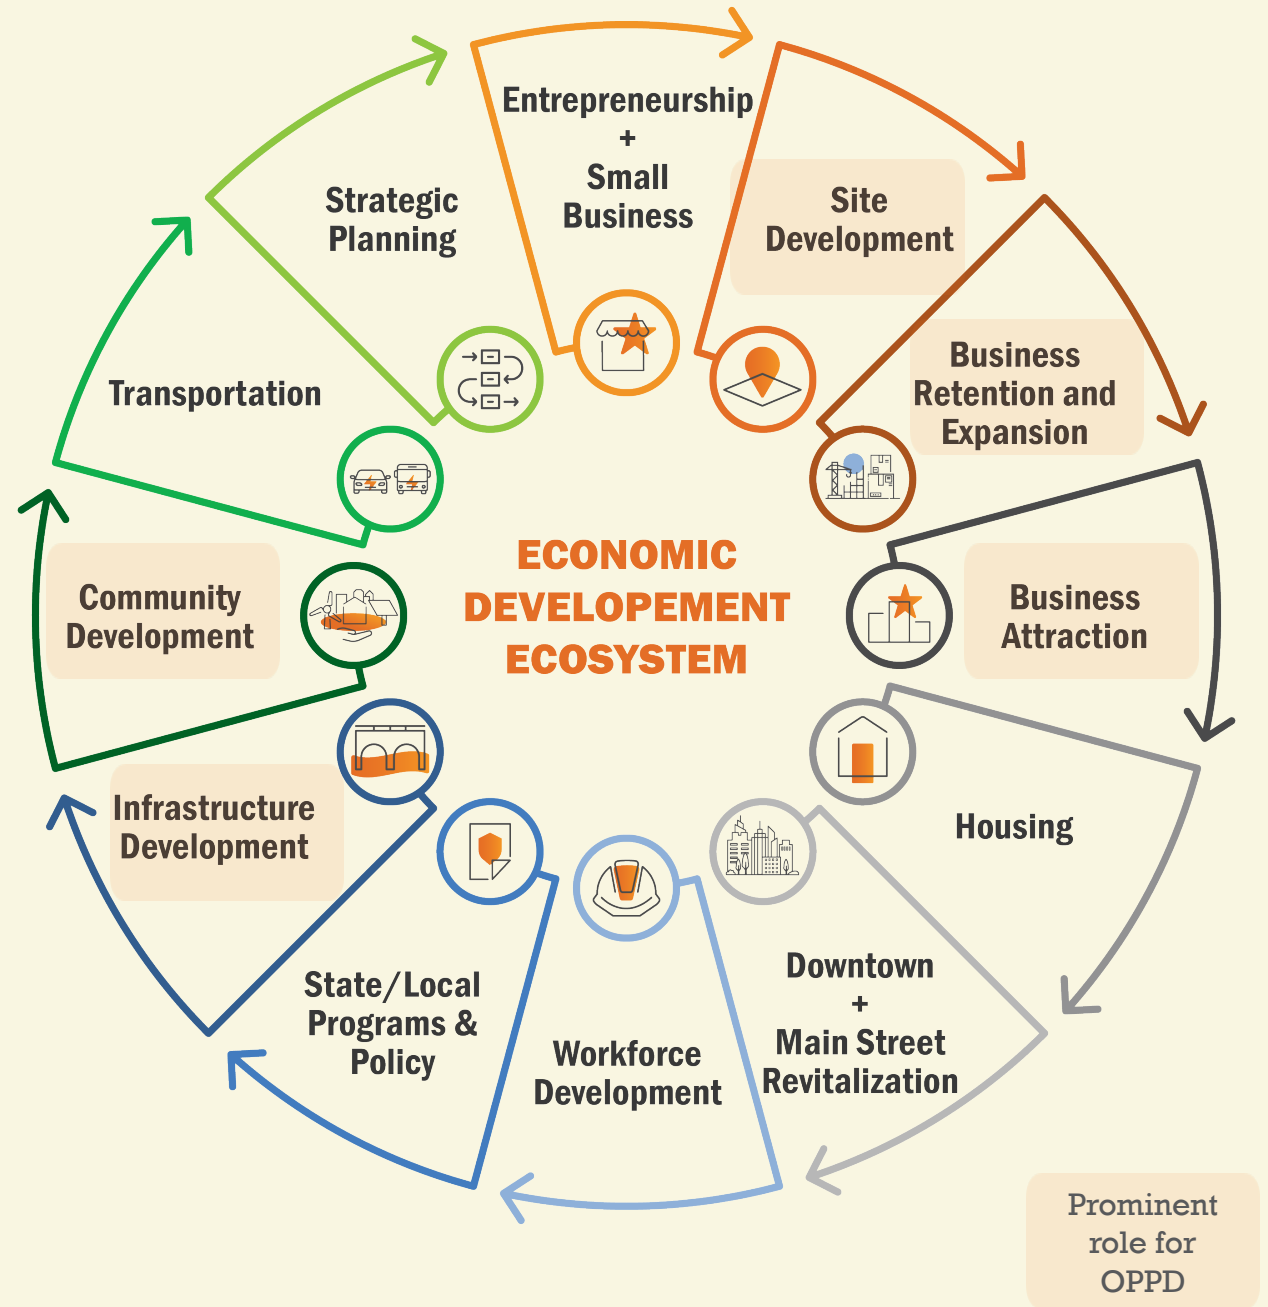 Entrepreneurship
+
Small
Business
Site
Development
Business
Retention and
Expansion
Business
Attraction
Housing
Downtown
+
Main Street
Revitalization
Workforce
Development
State/Local
Programs &
Policy
Infrastructure
Development
Community
Development
Transportation
Strategic
Planning
ECONOMIC
DEVELOPEMENT
ECOSYSTEM
Prominent
role for
OPPD